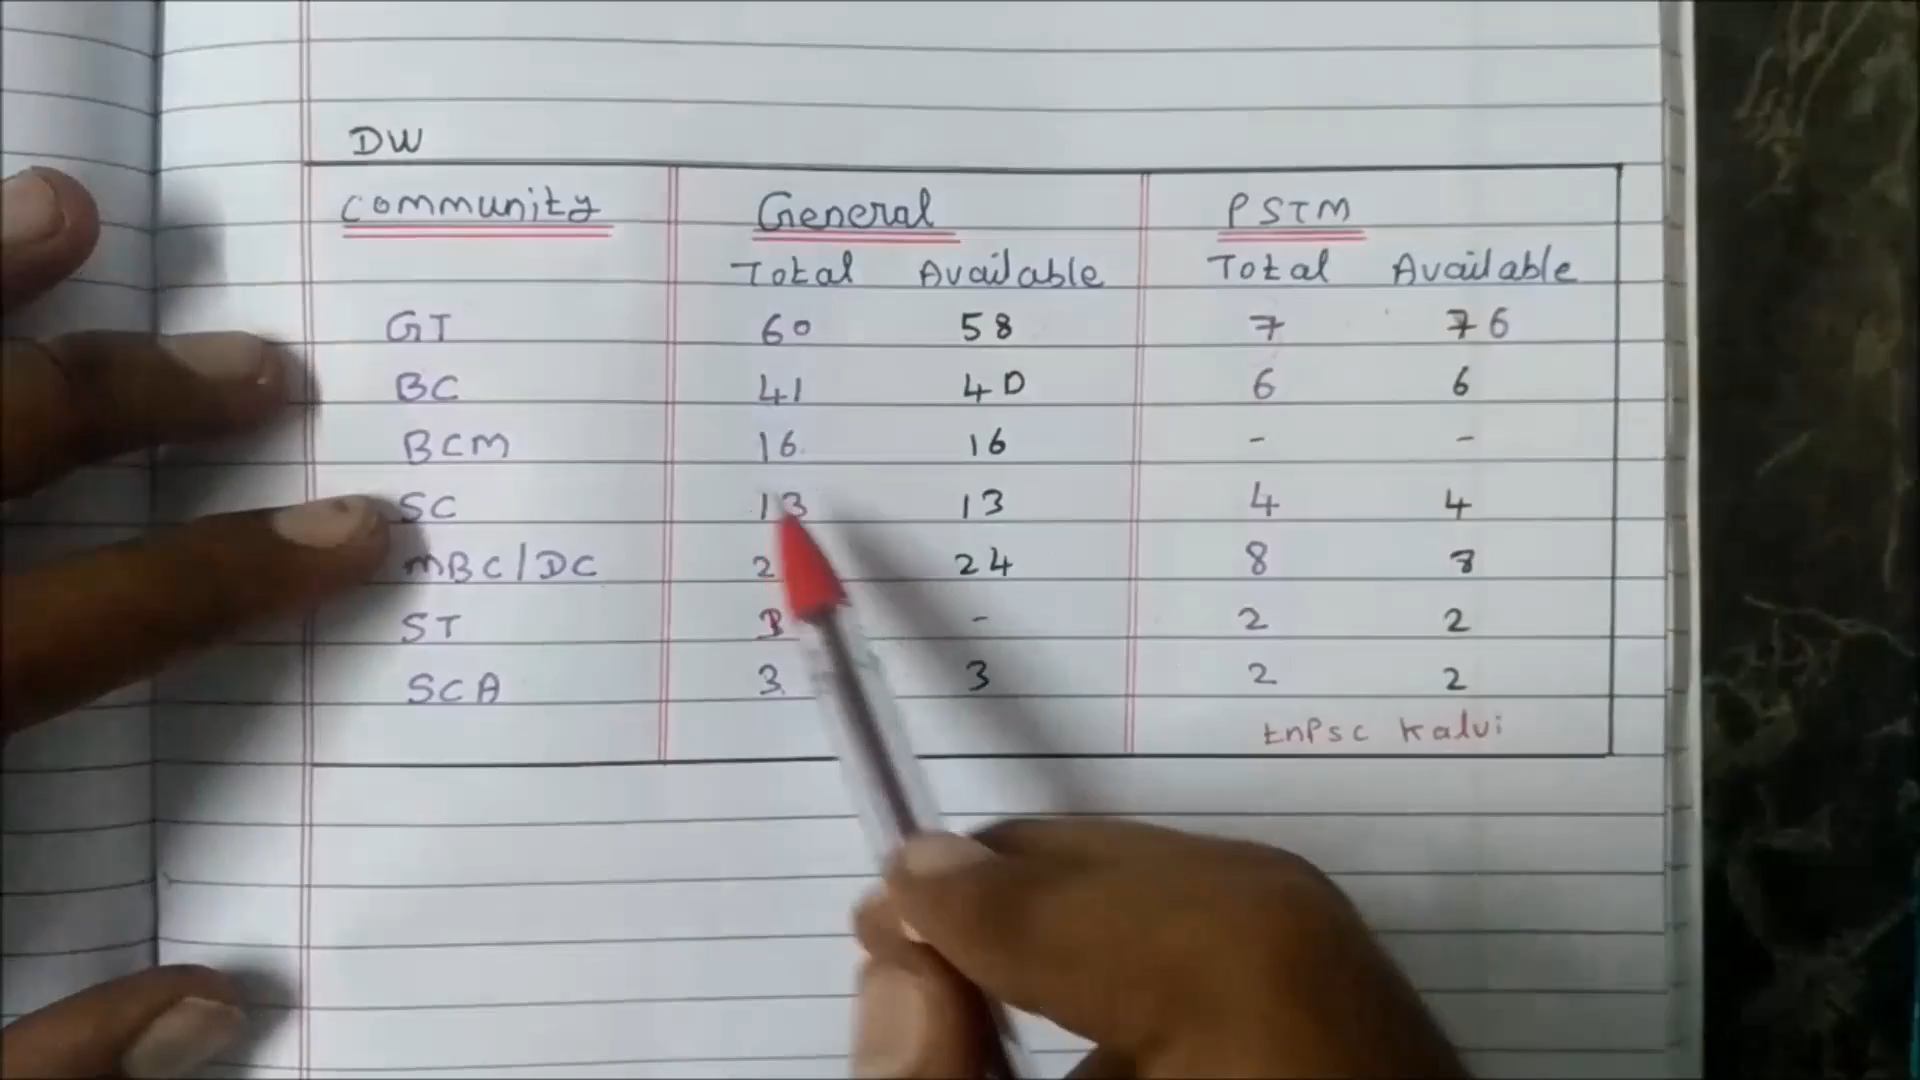 DW
Community General PSTM
Total Available Total Available
GT 60 58 7 76
BC 41 40 6 6
BCM 16 16 - -
SC 13 13 4 4
MBC/DC 24 8
ST 3 - 2 2
SCA 3 3 2 2
tnpsc kalvi